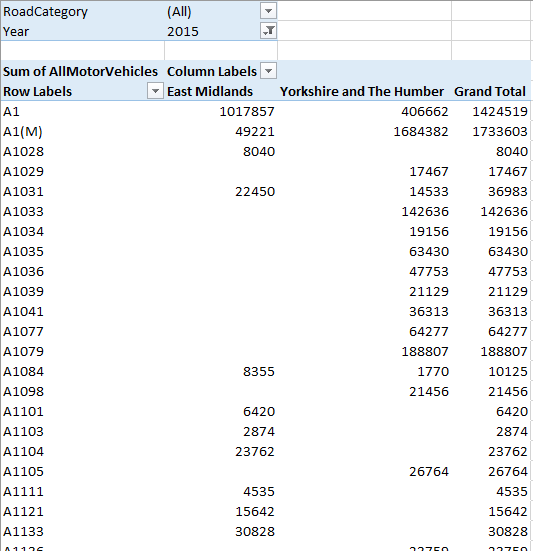 RoadCategory (All)
Year 2015
Sum of AllMotorVehicles Column Labels
Row Labels East Midlands Yorkshire and The Humber Grand Total
A1 1017857 406662 1424519
A1(M) 49221 1684382 1733603
A1028 8040 8040
A1029 17467 17467
A1031 22450 14533 36983
A1033 142636 142636
A1034 19156 19156
A1035 63430 63430
A1036 47753 47753
A1039 21129 21129
A1041 36313 36313
A1077 64277 64277
A1079 188807 188807
A1084 8355 1770 10125
A1098 21456 21456
A1101 6420 6420
A1103 2874 2874
A1104 23762 23762
A1105 26764 26764
A1111 4535 4535
A1121 15642 15642
A1133 30828 30828